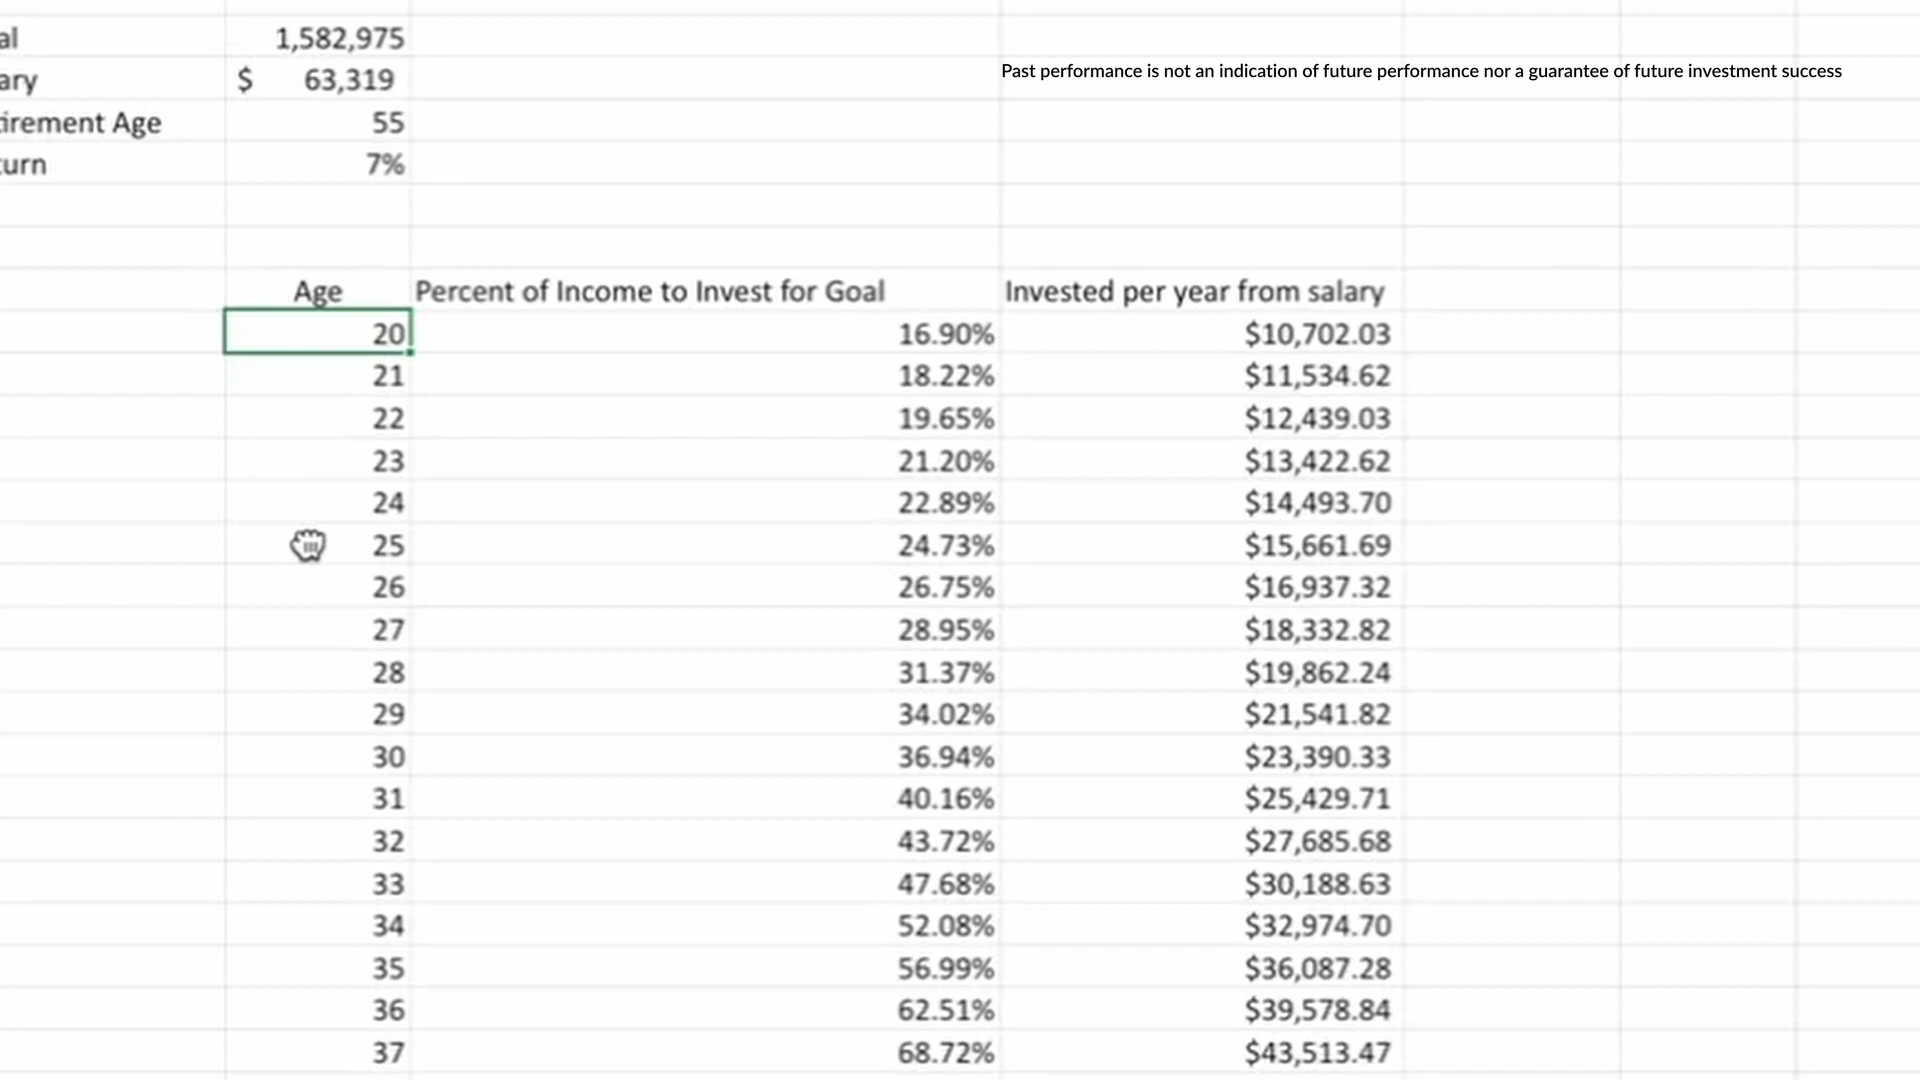 al 1,582,975
Past performance is not an indication of future performance nor a guarantee of future investment success
ary $ 63,319
irement Age 55
turn 7%
Age Percent of Income to Invest for Goal Invested per year from salary
20 16.90% $10,702.03
21 18.22% $11,534.62
22 19.65% $12,439.03
23 21.20% $13,422.62
24 22.89% $14,493.70
25 24.73% $15,661.69
26 26.75% $16,937.32
27 28.95% $18,332.82
28 31.37% $19,862.24
29 34.02% $21,541.82
30 36.94% $23,390.33
31 40.16% $25,429.71
32 43.72% $27,685.68
33 47.68% $30,188.63
34 52.08% $32,974.70
35 56.99% $36,087.28
36 62.51% $39,578.84
37 68.72% $43,513.47